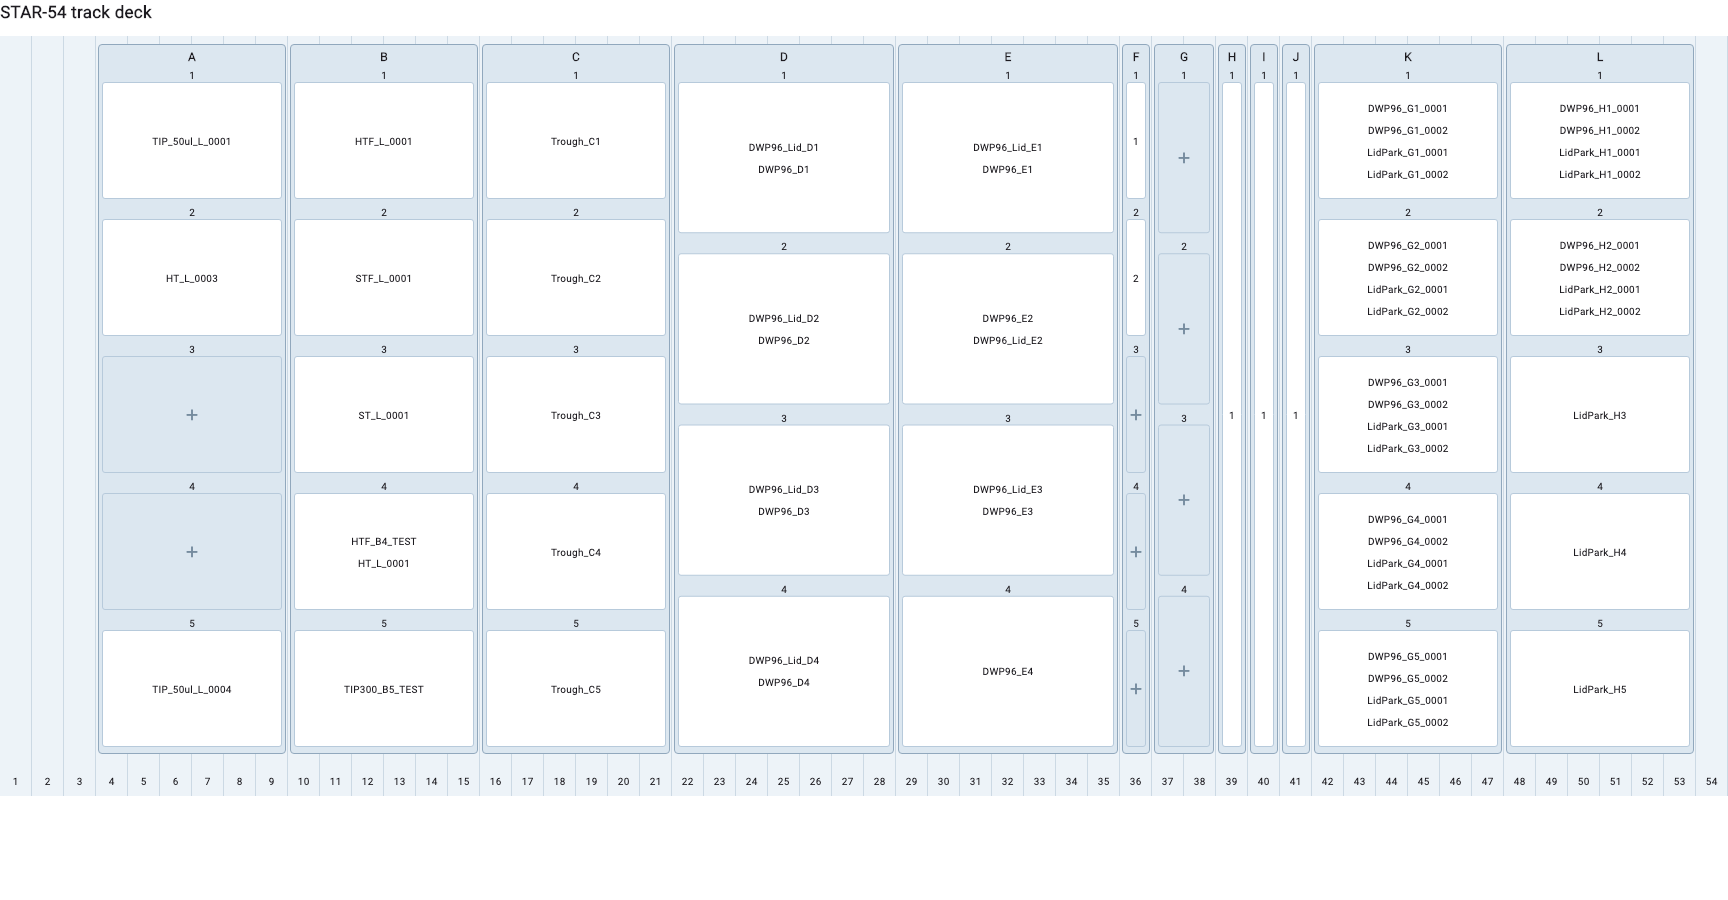 STAR-54 track deck
A
1
TIP_50ul_L_0001
2
HT_L_0003
3
+
4
+
5
TIP_50ul_L_0004
B
1
HTF_L_0001
2
STF_L_0001
3
ST_L_0001
4
HTF_B4_TEST
HT_L_0001
5
TIP300_B5_TEST
C
1
Trough_C1
2
Trough_C2
3
Trough_C3
4
Trough_C4
5
Trough_C5
D
1
DWP96_Lid_D1
DWP96_D1
2
DWP96_Lid_D2
DWP96_D2
3
DWP96_Lid_D3
DWP96_D3
4
DWP96_Lid_D4
DWP96_D4
E
1
DWP96_Lid_E1
DWP96_E1
2
DWP96_E2
DWP96_Lid_E2
3
DWP96_Lid_E3
DWP96_E3
4
DWP96_E4
F
1
1
2
2
3
+
4
+
5
+
G
1
+
2
+
3
+
4
+
H
1
1
I
1
1
J
1
1
K
1
DWP96_G1_0001
DWP96_G1_0002
LidPark_G1_0001
LidPark_G1_0002
2
DWP96_G2_0001
DWP96_G2_0002
LidPark_G2_0001
LidPark_G2_0002
3
DWP96_G3_0001
DWP96_G3_0002
LidPark_G3_0001
LidPark_G3_0002
4
DWP96_G4_0001
DWP96_G4_0002
LidPark_G4_0001
LidPark_G4_0002
5
DWP96_G5_0001
DWP96_G5_0002
LidPark_G5_0001
LidPark_G5_0002
L
1
DWP96_H1_0001
DWP96_H1_0002
LidPark_H1_0001
LidPark_H1_0002
2
DWP96_H2_0001
DWP96_H2_0002
LidPark_H2_0001
LidPark_H2_0002
3
LidPark_H3
4
LidPark_H4
5
LidPark_H5
1 2 3 4 5 6 7 8 9 10 11 12 13 14 15 16 17 18 19 20 21 22 23 24 25 26 27 28 29 30 31 32 33 34 35 36 37 38 39 40 41 42 43 44 45 46 47 48 49 50 51 52 53 54